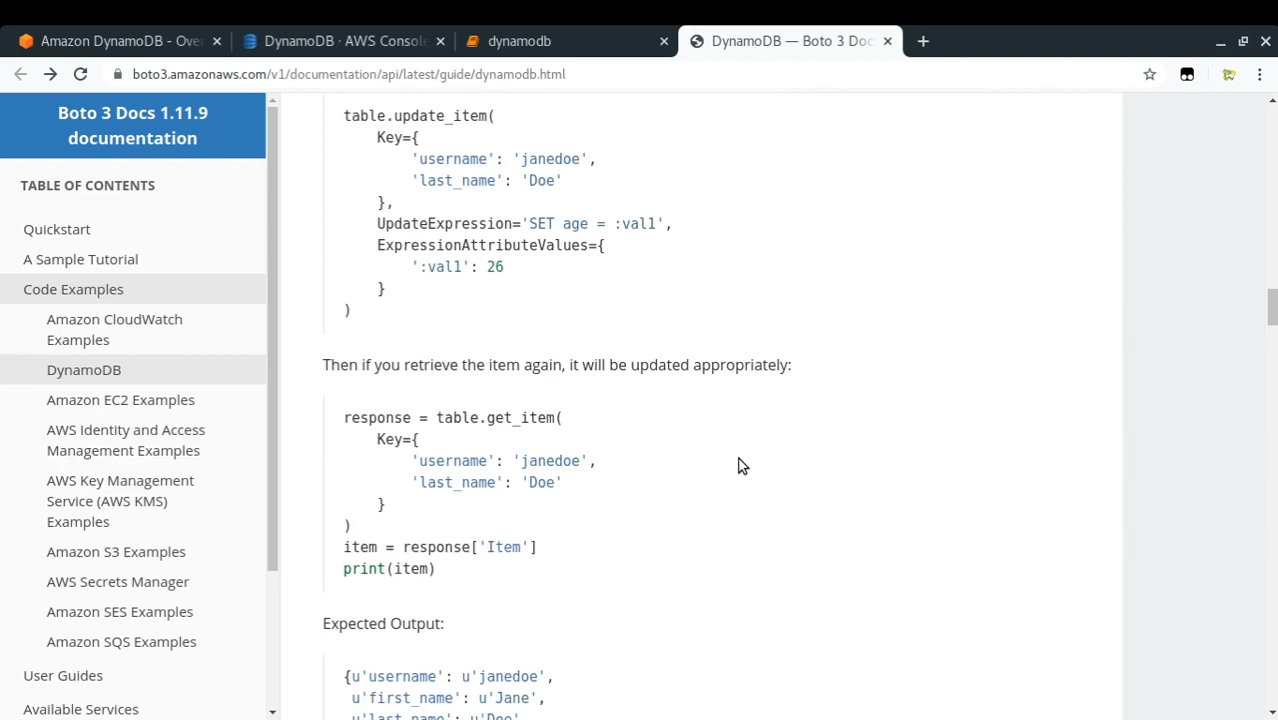 Amazon DynamoDB - Ove
DynamoDB · AWS Consol
dynamodb
DynamoDB — Boto 3 Doc
boto3.amazonaws.com/v1/documentation/api/latest/guide/dynamodb.html
Boto 3 Docs 1.11.9
documentation
TABLE OF CONTENTS
Quickstart
A Sample Tutorial
Code Examples
Amazon CloudWatch
Examples
DynamoDB
Amazon EC2 Examples
AWS Identity and Access
Management Examples
AWS Key Management
Service (AWS KMS)
Examples
Amazon S3 Examples
AWS Secrets Manager
Amazon SES Examples
Amazon SQS Examples
User Guides
Available Services
table.update_item(
    Key={
        'username': 'janedoe',
        'last_name': 'Doe'
    },
    UpdateExpression='SET age = :val1',
    ExpressionAttributeValues={
        ':val1': 26
    }
)
Then if you retrieve the item again, it will be updated appropriately:
response = table.get_item(
    Key={
        'username': 'janedoe',
        'last_name': 'Doe'
    }
)
item = response['Item']
print(item)
Expected Output:
{u'username': u'janedoe',
 u'first_name': u'Jane',
 u'last_name': u'Doe',